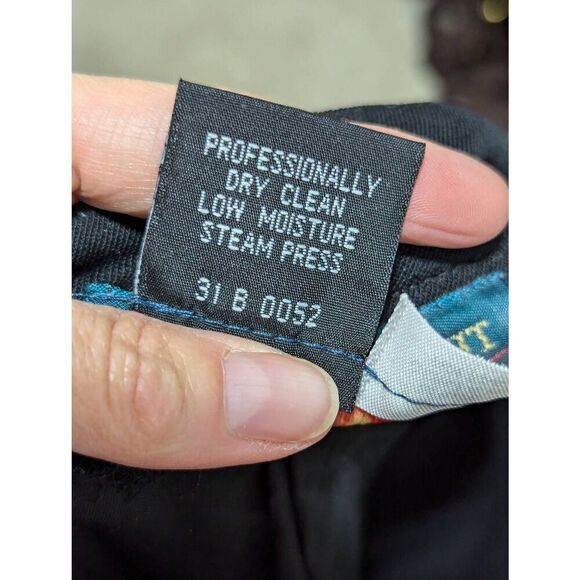 PROFESSIONALLY
DRY CLEAN
LOW MOISTURE
STEAM PRESS
31 B 0052